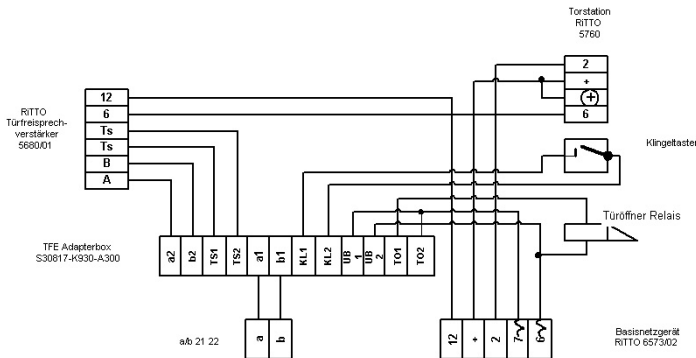 Torstation
RiTTO
5760
2
+
+
6
RiTTO
Türfreisprech-
verstärker
5680/01
12
6
Ts
Ts
B
A
Klingeltaster
Türöffner Relais
TFE Adapterbox
S30817-K930-A300
a2
b2
TS1
TS2
a1
b1
KL1
KL2
UB
1
UB
2
TO1
TO2
a/b 21 22
a
b
12
+
2
7~
6~
Basisnetzgerät
RiTTO 6573/02